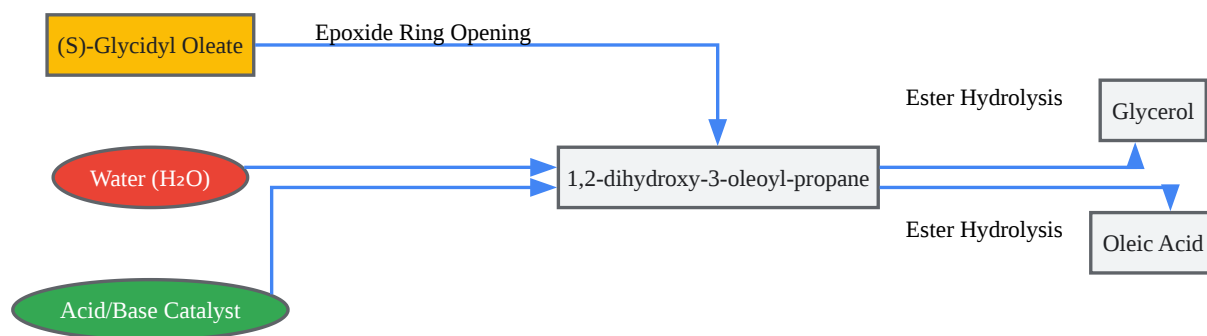 (S)-Glycidyl Oleate
Epoxide Ring Opening
Ester Hydrolysis
Glycerol
Water (H₂O)
1,2-dihydroxy-3-oleoyl-propane
Ester Hydrolysis
Oleic Acid
Acid/Base Catalyst